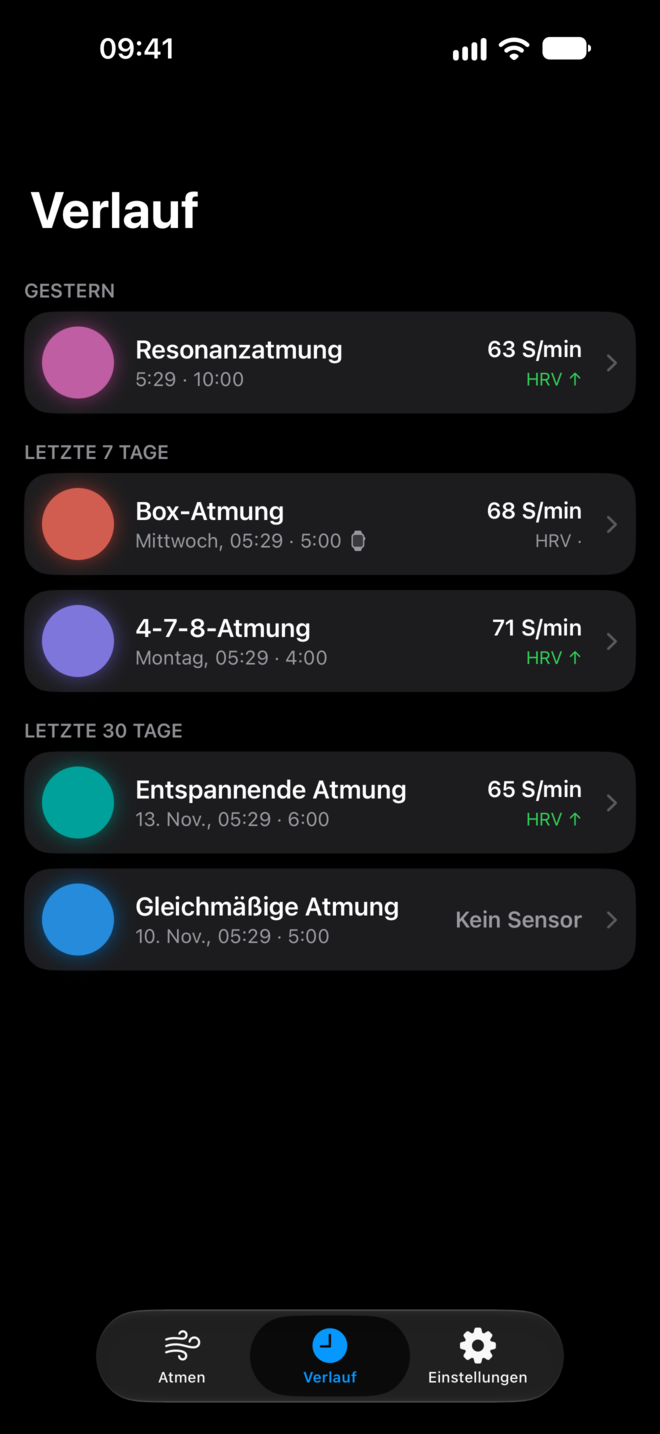 09:41
Verlauf
GESTERN
Resonanzatmung
63 S/min
5:29 · 10:00
HRV ↑
LETZTE 7 TAGE
Box-Atmung
68 S/min
Mittwoch, 05:29 · 5:00
HRV ·
4-7-8-Atmung
71 S/min
Montag, 05:29 · 4:00
HRV ↑
LETZTE 30 TAGE
Entspannende Atmung
65 S/min
13. Nov., 05:29 · 6:00
HRV ↑
Gleichmäßige Atmung
Kein Sensor
10. Nov., 05:29 · 5:00
Atmen
Verlauf
Einstellungen